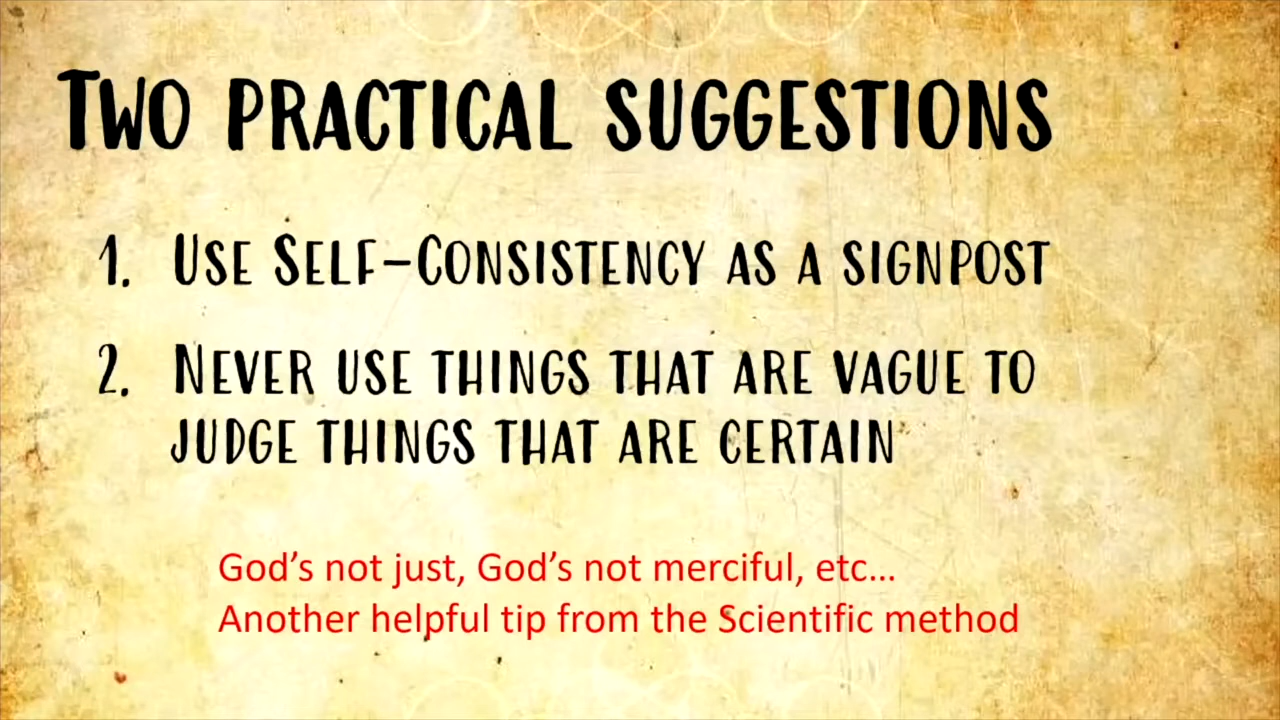 Two practical suggestions
1. Use Self-Consistency as a signpost
2. Never use things that are vague to
judge things that are certain
God’s not just, God’s not merciful, etc…
Another helpful tip from the Scientific method